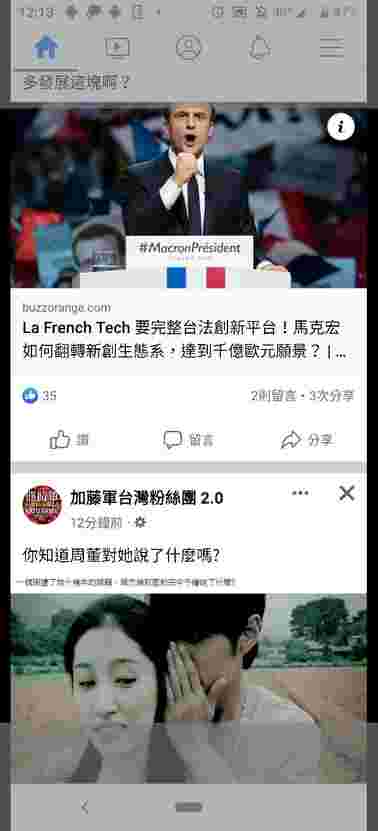 12:13
多發展這塊啊？
#MacronPrésident
buzzorange.com
La French Tech 要完整台法創新平台！馬克宏
如何翻轉新創生態系，達到千億歐元願景？ | ...
35
2則留言・3次分享
讚
留言
分享
加藤軍台灣粉絲團 2.0
12分鐘前
你知道周董對她說了什麼嗎?